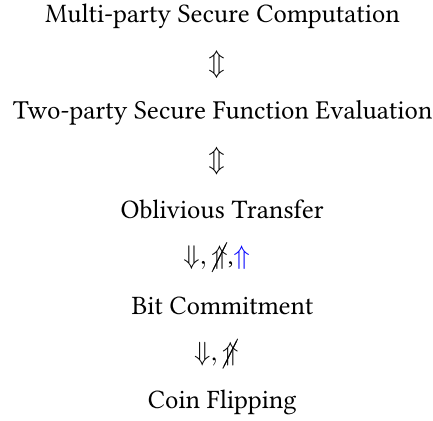 Multi-party Secure Computation
⇕
Two-party Secure Function Evaluation
⇕
Oblivious Transfer
⇓, ⇑̸, ⇑
Bit Commitment
⇓, ⇑̸
Coin Flipping